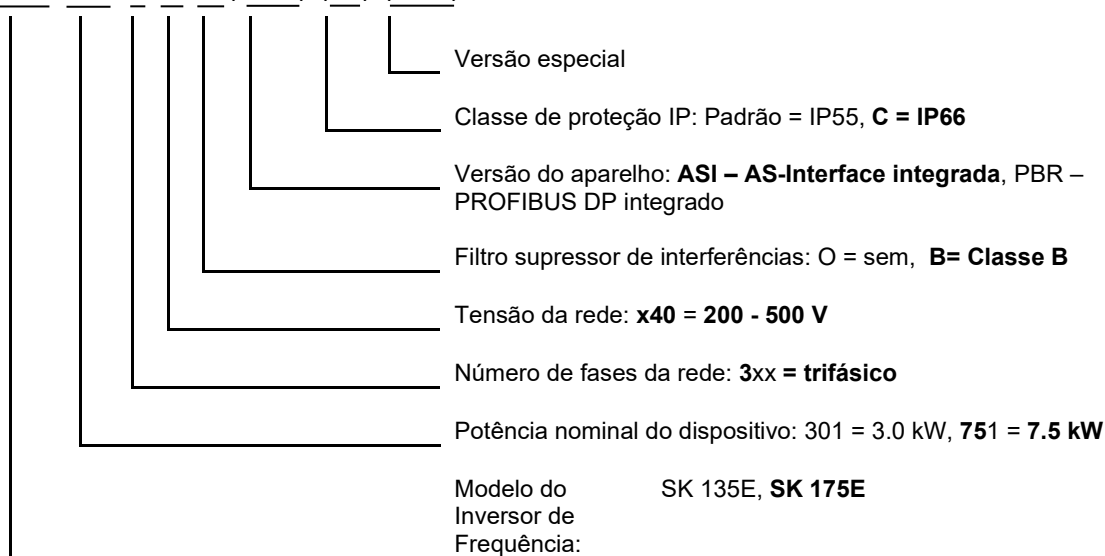 Versão especial
Classe de proteção IP: Padrão = IP55, C = IP66
Versão do aparelho: ASI – AS-Interface integrada, PBR –
PROFIBUS DP integrado
Filtro supressor de interferências: O = sem, B= Classe B
Tensão da rede: x40 = 200 - 500 V
Número de fases da rede: 3xx = trifásico
Potência nominal do dispositivo: 301 = 3.0 kW, 751 = 7.5 kW
Modelo do SK 135E, SK 175E
Inversor de
Frequência: